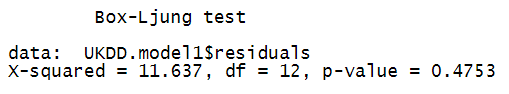 Box-Ljung test
data:  UKDD.model1$residuals
X-squared = 11.637, df = 12, p-value = 0.4753